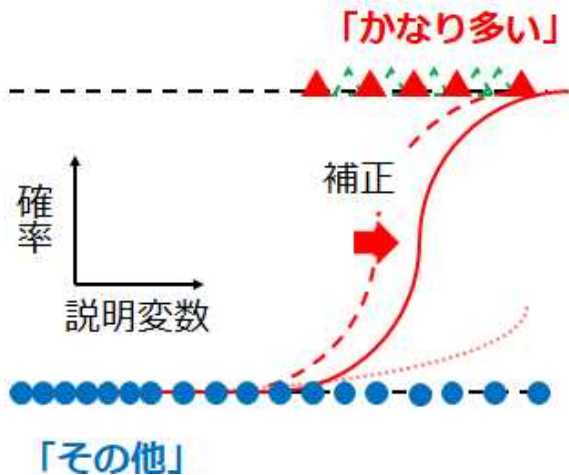 「かなり多い」
補正
確率
説明変数
「その他」